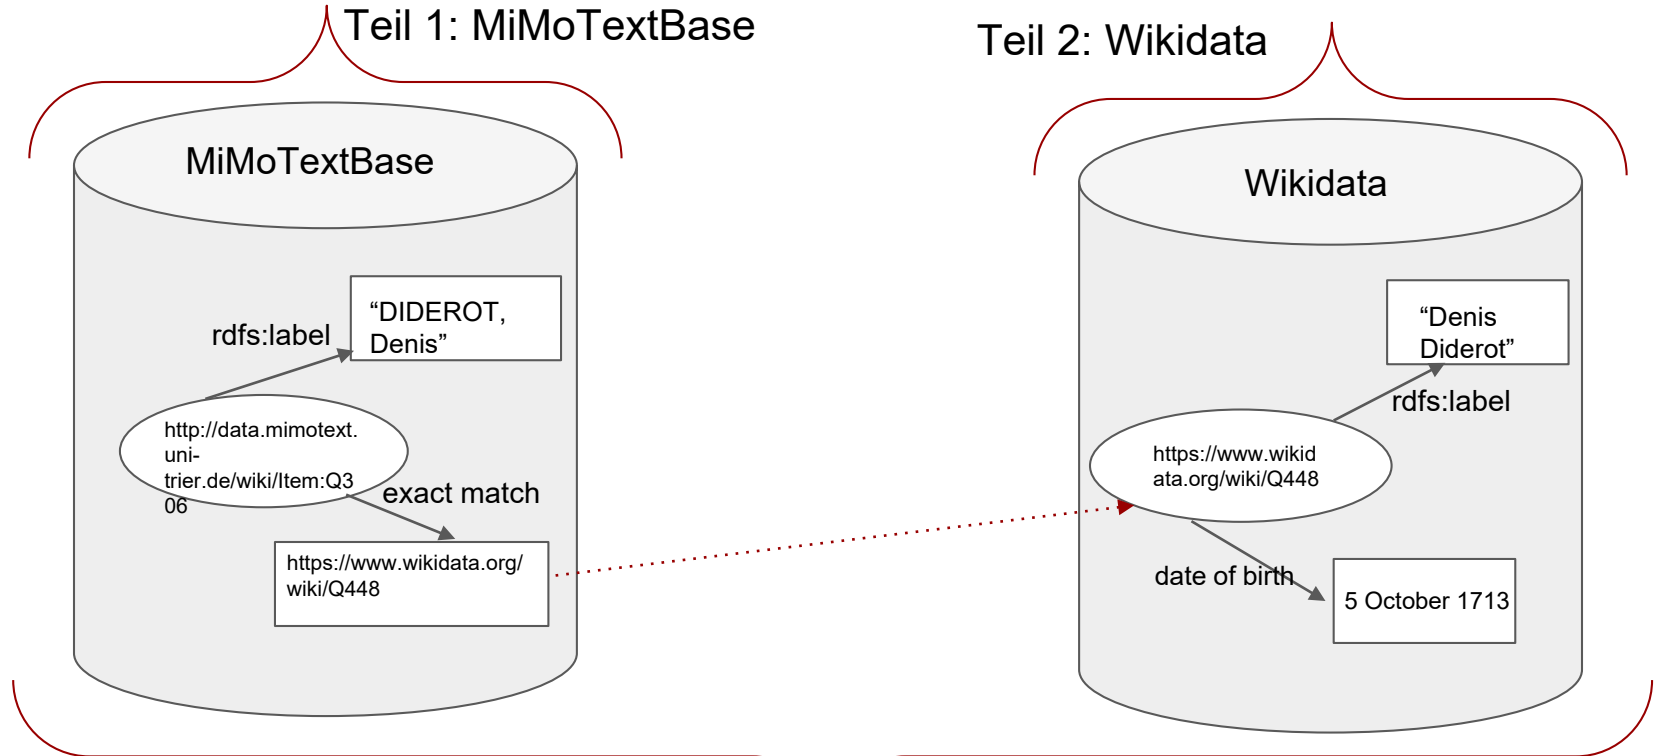 Teil 1: MiMoTextBase
MiMoTextBase
“DIDEROT,
Denis”
rdfs:label
http://data.mimotext.
uni-
trier.de/wiki/Item:Q3
06
exact match
https://www.wikidata.org/
wiki/Q448
Teil 2: Wikidata
Wikidata
“Denis
Diderot”
rdfs:label
https://www.wikid
ata.org/wiki/Q448
date of birth
5 October 1713